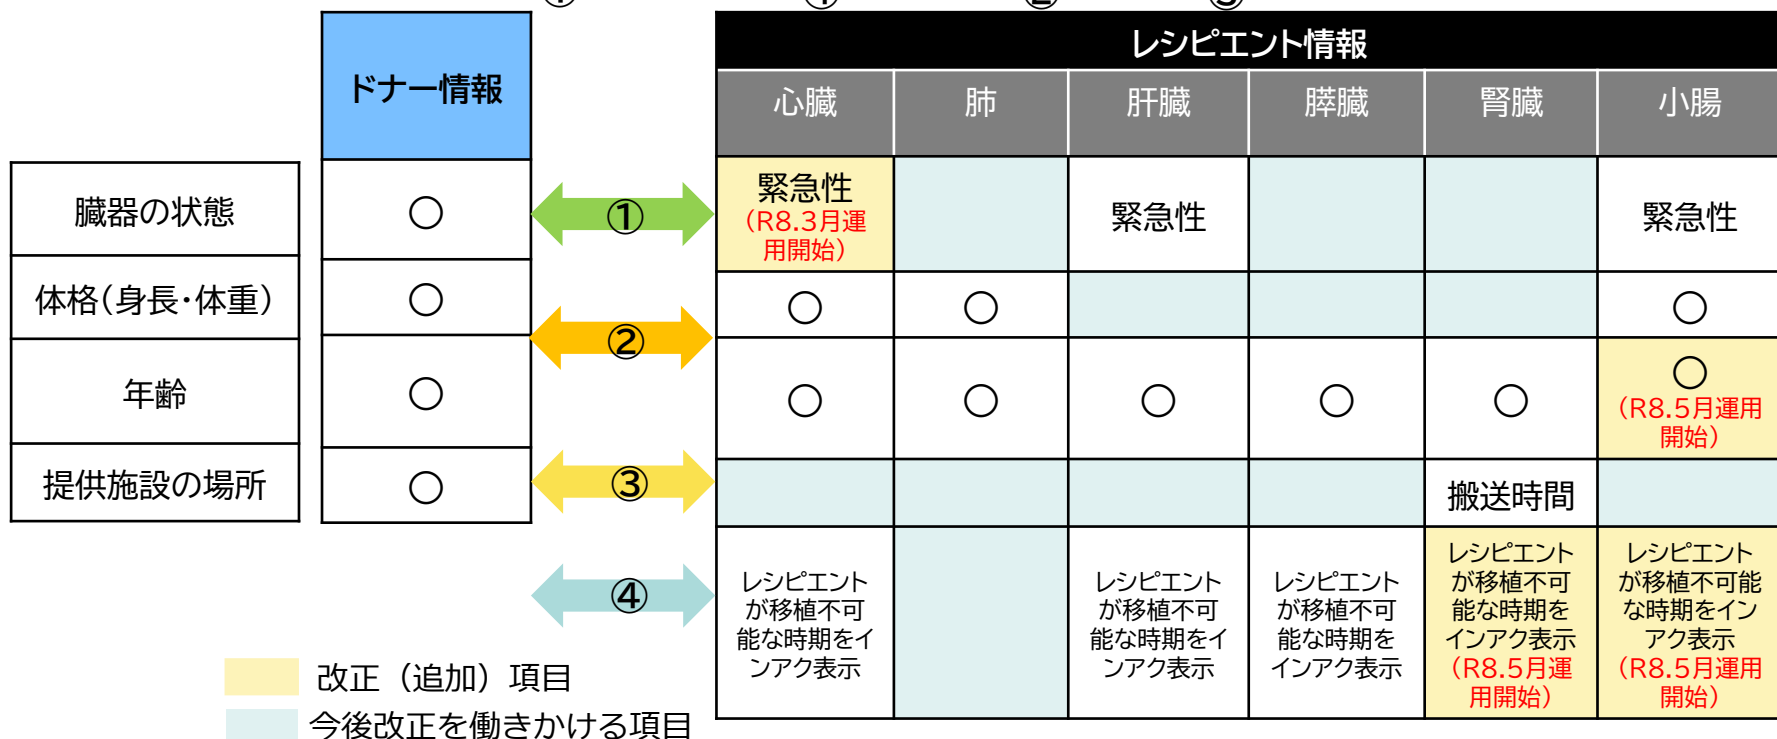 ① ④ ② ③
レシピエント情報
ドナー情報
心臓 肺 肝臓 膵臓 腎臓 小腸
臓器の状態 ○ ①
緊急性
(R8.3月運
用開始)
緊急性
緊急性
体格(身長・体重) ○
○ ○ ○
②
年齢 ○
○ ○ ○ ○ ○
○
(R8.5月運用
開始)
提供施設の場所 ○ ③ 搬送時間
④
レシピエント
が移植不可
能な時期をイ
ンアク表示
レシピエント
が移植不可
能な時期をイ
ンアク表示
レシピエント
が移植不可
能な時期を
インアク表示
レシピエント
が移植不可
能な時期を
インアク表示
(R8.5月運
用開始)
レシピエント
が移植不可能
な時期をイン
アク表示
(R8.5月運用
開始)
改正(追加)項目
今後改正を働きかける項目